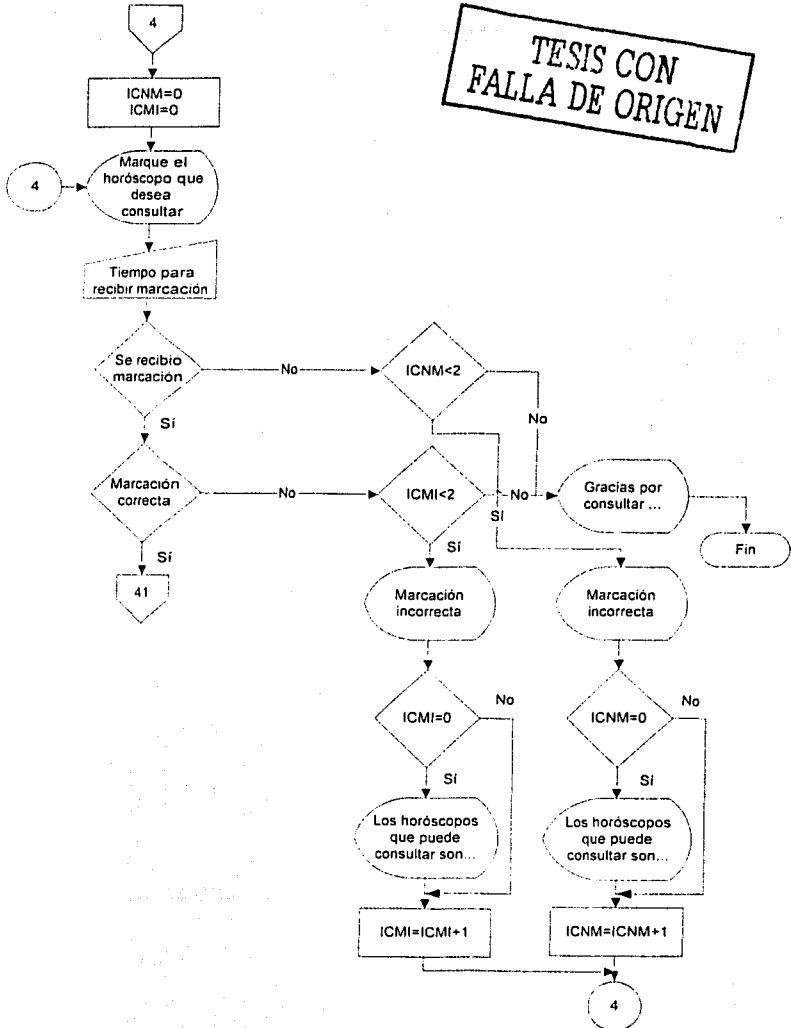 4
TESIS CON
FALLA DE ORIGEN
ICNM=0
ICMI=0
4
Marque el
horóscopo que
desea
consultar
Tiempo para
recibir marcación
Se recibio
marcación
No
ICNM<2
No
Sí
Marcación
correcta
No
ICMI<2
No
Sí
Gracias por
consultar ...
Fin
Sí
41
Sí
Marcación
incorrecta
Marcación
incorrecta
ICMI=0
No
ICNM=0
No
Sí
Sí
Los horóscopos
que puede
consultar son...
Los horóscopos
que puede
consultar son...
ICMI=ICMI+1
ICNM=ICNM+1
4